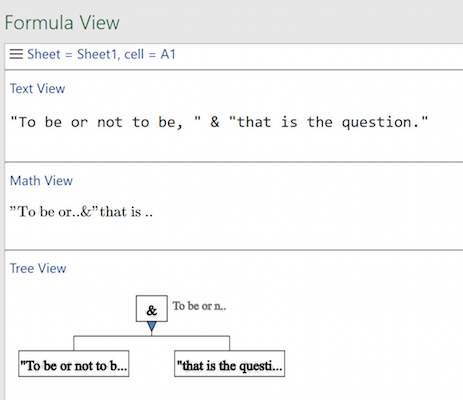 Formula View
Sheet = Sheet1, cell = A1
Text View
"To be or not to be, " & "that is the question."
Math View
”To be or..&”that is ..
Tree View
& To be or n..
"To be or not to b... "that is the questi...